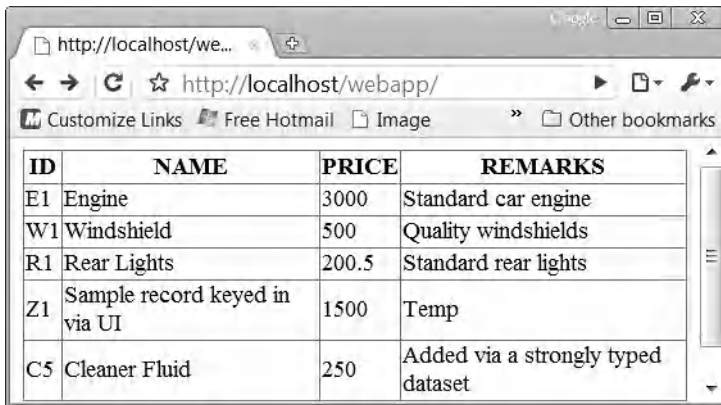 Google
http://localhost/we...
http://localhost/webapp/
Customize Links Free Hotmail Image » Other bookmarks
ID NAME PRICE REMARKS
E1 Engine 3000 Standard car engine
W1 Windshield 500 Quality windshields
R1 Rear Lights 200.5 Standard rear lights
Z1 Sample record keyed in
via UI 1500 Temp
C5 Cleaner Fluid 250 Added via a strongly typed
dataset